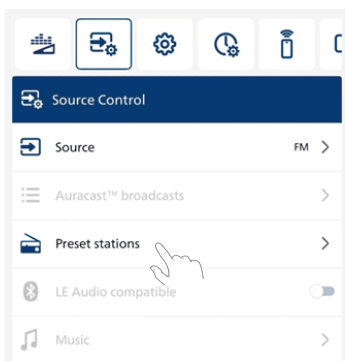 Source Control
Source FM
Auracast™ broadcasts
Preset stations
LE Audio compatible
Music